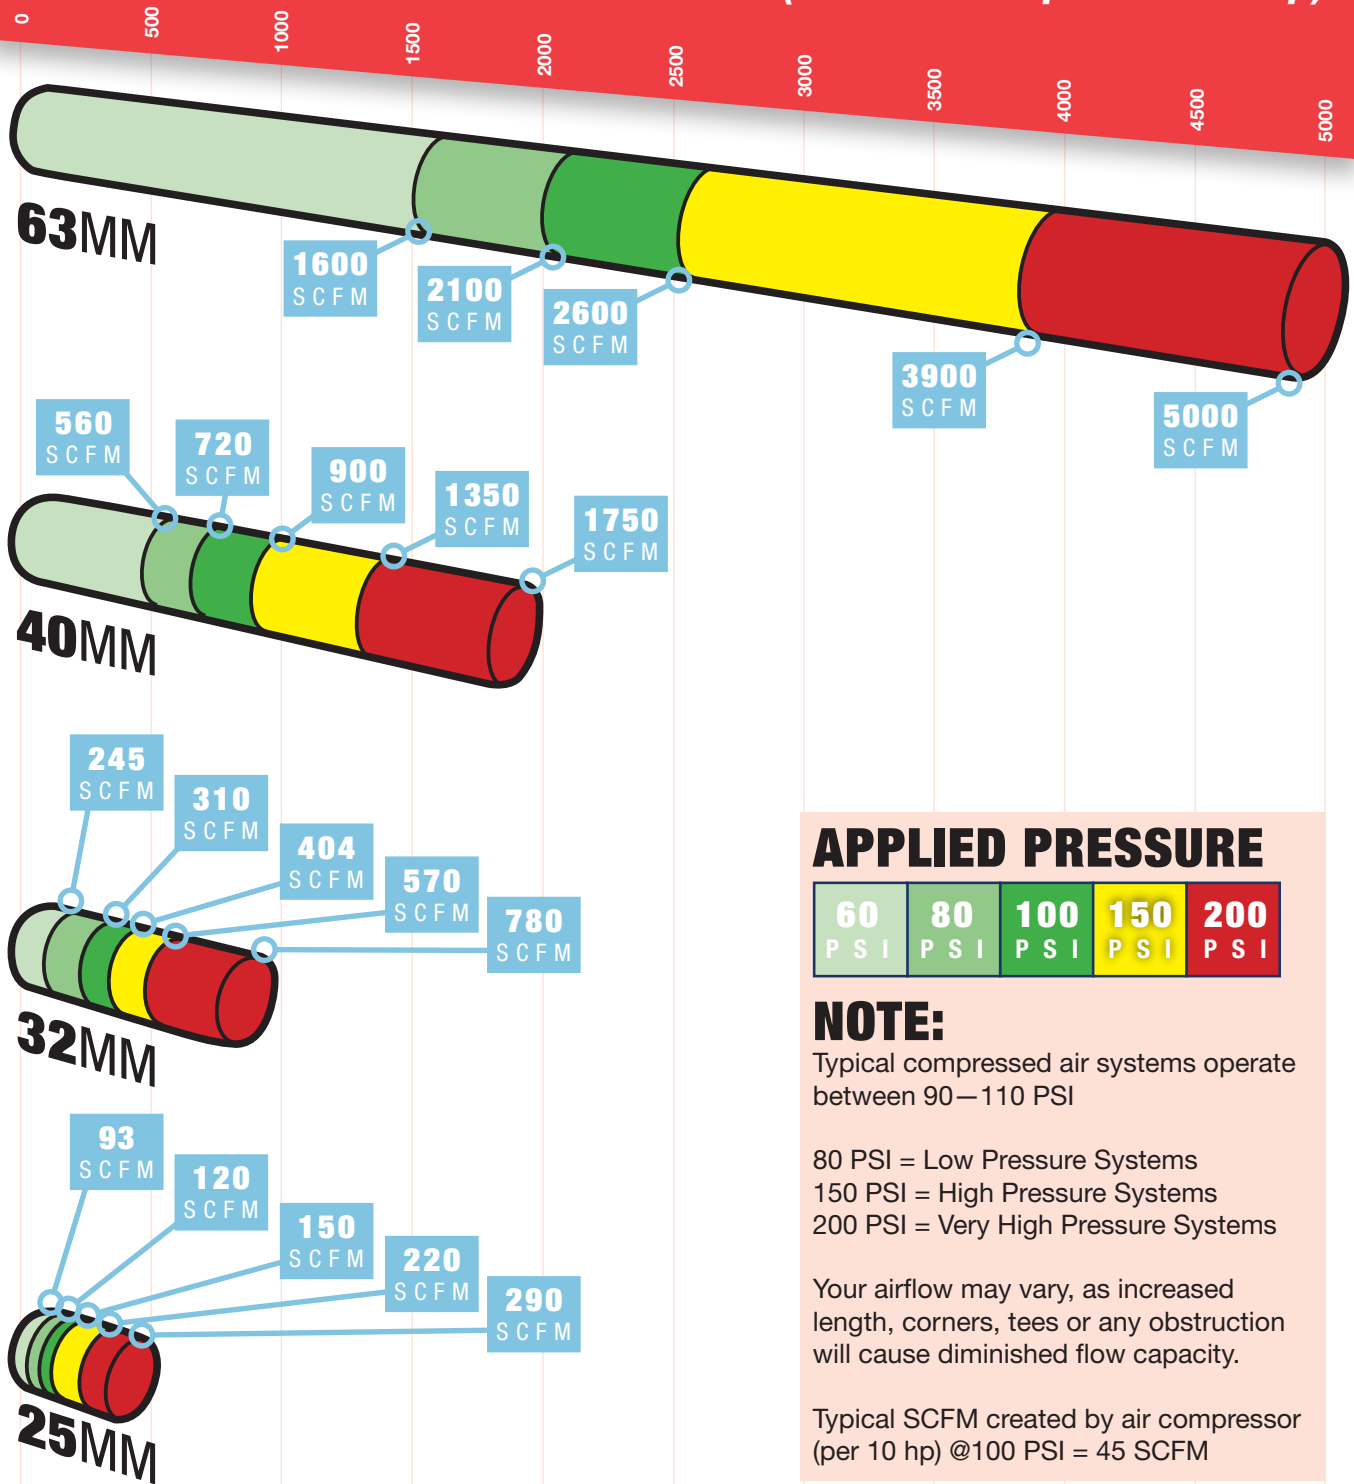 0
500
1000
1500
2000
2500
3000
3500
4000
4500
5000
63MM
1600
SCFM
2100
SCFM
2600
SCFM
3900
SCFM
5000
SCFM
560
SCFM
720
SCFM
900
SCFM
1350
SCFM
1750
SCFM
40MM
245
SCFM
310
SCFM
404
SCFM
570
SCFM
780
SCFM
32MM
93
SCFM
120
SCFM
150
SCFM
220
SCFM
290
SCFM
25MM
APPLIED PRESSURE
60
PSI
80
PSI
100
PSI
150
PSI
200
PSI
NOTE:
Typical compressed air systems operate
between 90—110 PSI
80 PSI = Low Pressure Systems
150 PSI = High Pressure Systems
200 PSI = Very High Pressure Systems
Your airflow may vary, as increased
length, corners, tees or any obstruction
will cause diminished flow capacity.
Typical SCFM created by air compressor
(per 10 hp) @100 PSI = 45 SCFM